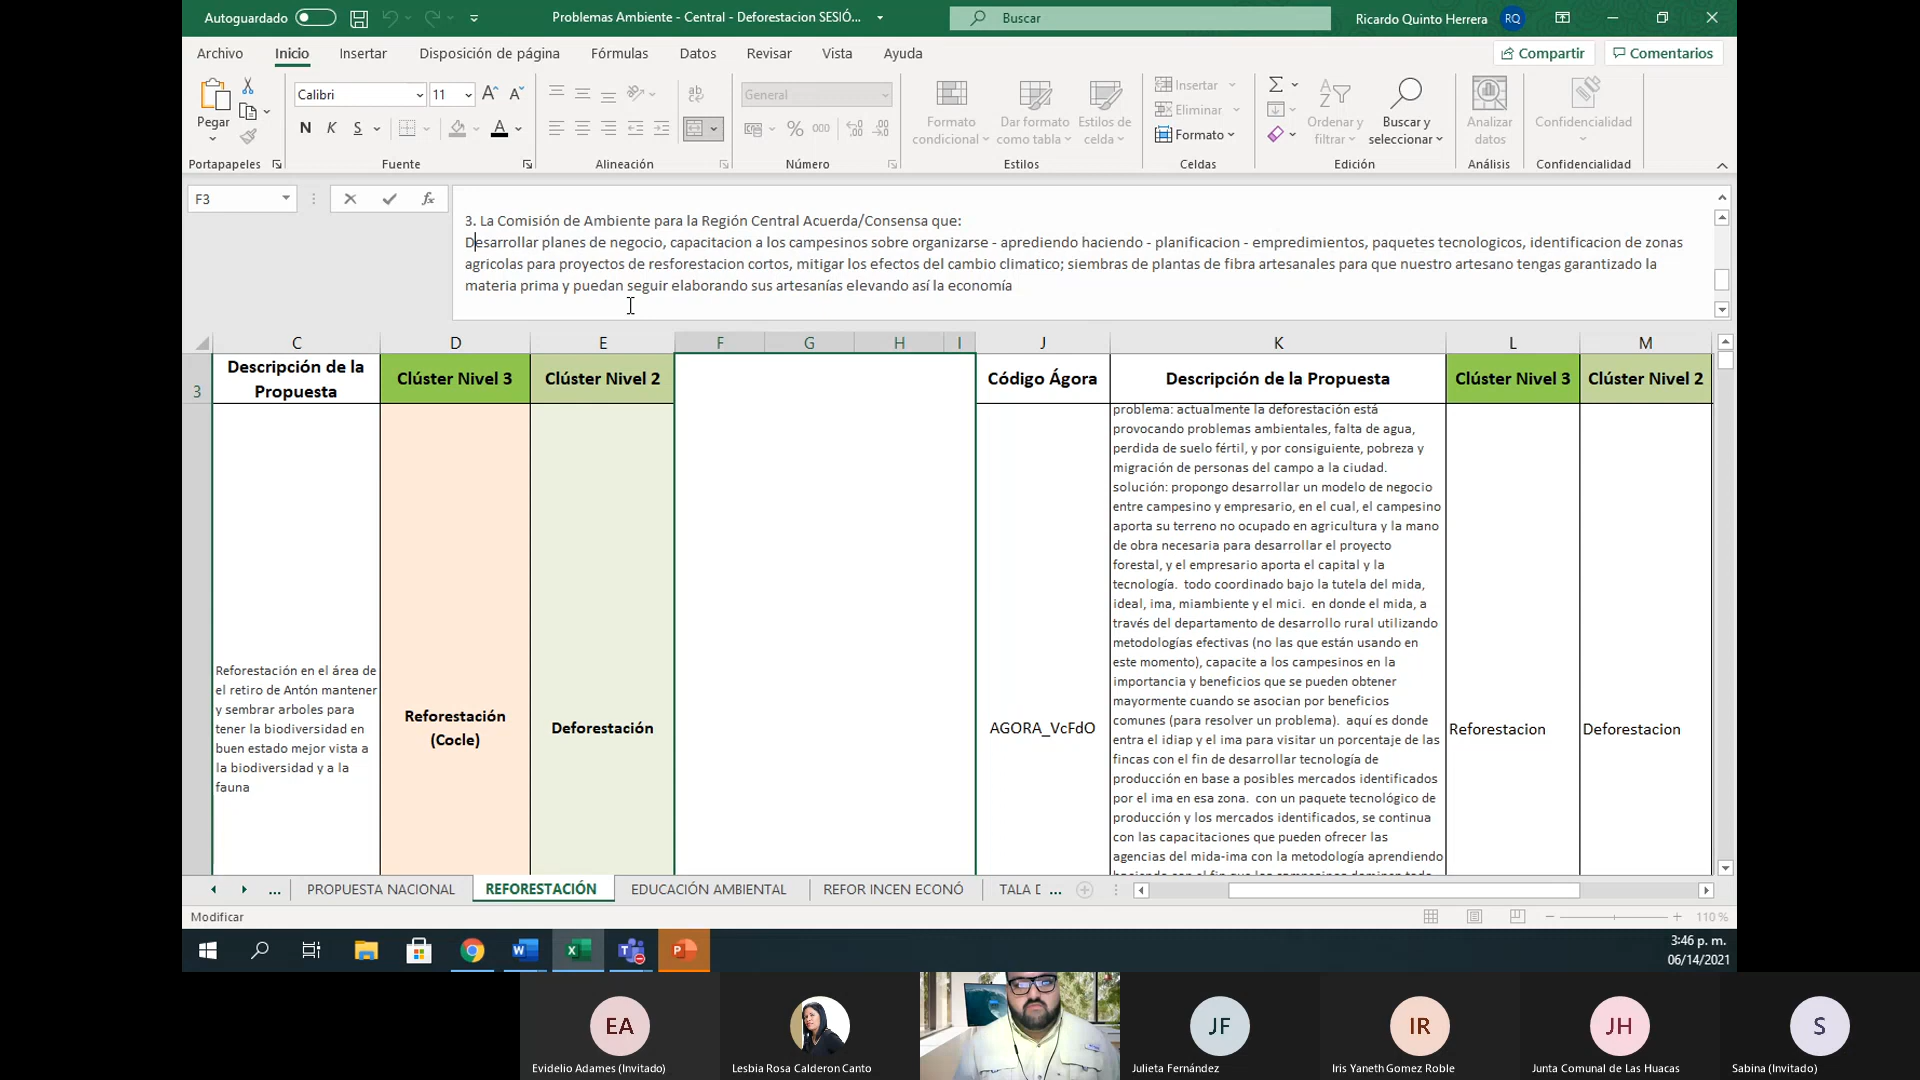 Autoguardado
Problemas Ambiente - Central - Deforestacion SESIÓ...
Buscar
Ricardo Quinto Herrera
RQ
Archivo
Inicio
Insertar
Disposición de página
Fórmulas
Datos
Revisar
Vista
Ayuda
Compartir
Comentarios
Pegar
Calibri
11
N K S
General
Formato condicional
Dar formato como tabla
Estilos de celda
Insertar
Eliminar
Formato
Ordenar y filtrar
Buscar y seleccionar
Analizar datos
Confidencialidad
Portapapeles
Fuente
Alineación
Número
Estilos
Celdas
Edición
Análisis
Confidencialidad
F3
3. La Comisión de Ambiente para la Región Central Acuerda/Consensa que:
Desarrollar planes de negocio, capacitacion a los campesinos sobre organizarse - aprediendo haciendo - planificacion - empredimientos, paquetes tecnologicos, identificacion de zonas
agricolas para proyectos de resforestacion cortos, mitigar los efectos del cambio climatico; siembras de plantas de fibra artesanales para que nuestro artesano tengas garantizado la
materia prima y puedan seguir elaborando sus artesanías elevando así la economía
C D E F G H I J K L M
3
Descripción de la
Propuesta
Clúster Nivel 3
Clúster Nivel 2
Código Ágora
Descripción de la Propuesta
Clúster Nivel 3
Clúster Nivel 2
Reforestación en el área de
el retiro de Antón mantener
y sembrar arboles para
tener la biodiversidad en
buen estado mejor vista a
la biodiversidad y a la
fauna
Reforestación
(Cocle)
Deforestación
AGORA_VcFdO
problema: actualmente la deforestación está
provocando problemas ambientales, falta de agua,
perdida de suelo fértil, y por consiguiente, pobreza y
migración de personas del campo a la ciudad.
solución: propongo desarrollar un modelo de negocio
entre campesino y empresario, en el cual, el campesino
aporta su terreno no ocupado en agricultura y la mano
de obra necesaria para desarrollar el proyecto
forestal, y el empresario aporta el capital y la
tecnología. todo coordinado bajo la tutela del mida,
ideal, ima, miambiente y el mici. en donde el mida, a
través del departamento de desarrollo rural utilizando
metodologías efectivas (no las que están usando en
este momento), capacite a los campesinos en la
importancia y beneficios que se pueden obtener
mayormente cuando se asocian por beneficios
comunes (para resolver un problema). aquí es donde
entra el idiap y el ima para visitar un porcentaje de las
fincas con el fin de desarrollar tecnología de
producción en base a posibles mercados identificados
por el ima en esa zona. con un paquete tecnológico de
producción y los mercados identificados, se continua
con las capacitaciones que pueden ofrecer las
agencias del mida-ima con la metodología aprendiendo
Reforestacion
Deforestacion
...
PROPUESTA NACIONAL
REFORESTACIÓN
EDUCACIÓN AMBIENTAL
REFOR INCEN ECONÓ
TALA D ...
Modificar
110 %
3:46 p. m.
06/14/2021
EA
JF
IR
JH
S
Evidelio Adames (Invitado)
Lesbia Rosa Calderon Canto
Julieta Fernández
Iris Yaneth Gomez Roble
Junta Comunal de Las Huacas
Sabina (Invitado)